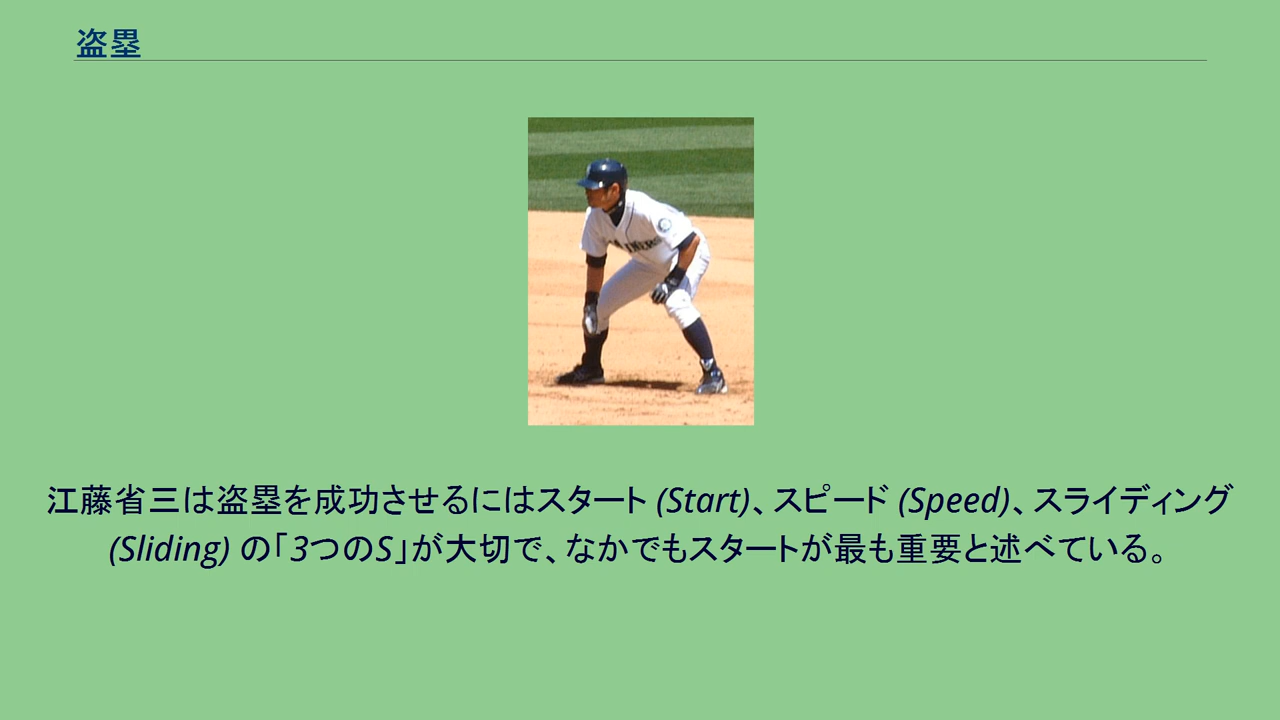 盗塁
江藤省三は盗塁を成功させるにはスタート (Start)、スピード (Speed)、スライディング
(Sliding) の「3つのS」が大切で、なかでもスタートが最も重要と述べている。